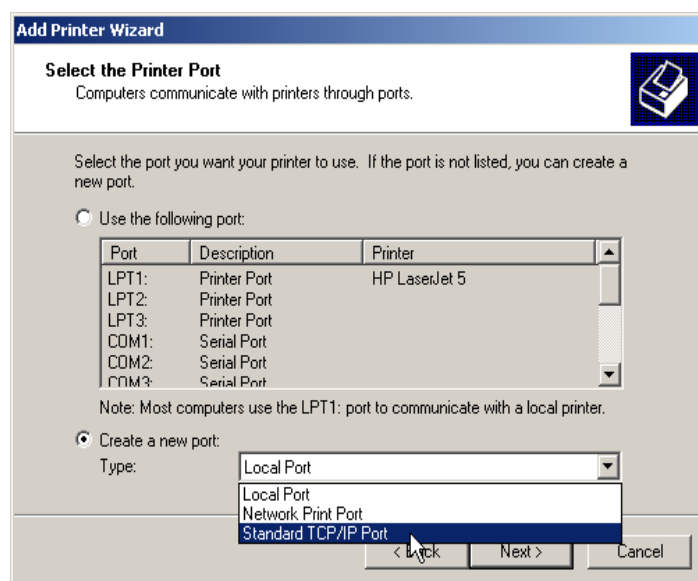 Add Printer Wizard
Select the Printer Port
Computers communicate with printers through ports.
Select the port you want your printer to use. If the port is not listed, you can create a
new port.
Use the following port:
Port Description Printer
LPT1: Printer Port HP LaserJet 5
LPT2: Printer Port
LPT3: Printer Port
COM1: Serial Port
COM2: Serial Port
COM3: Serial Port
Note: Most computers use the LPT1: port to communicate with a local printer.
Create a new port:
Type: Local Port
Local Port
Network Print Port
Standard TCP/IP Port
< Back Next > Cancel